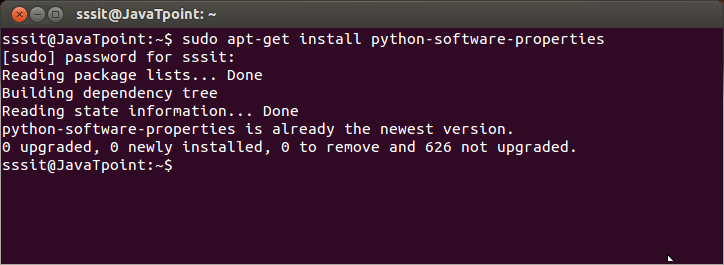 sssit@JavaTpoint: ~
sssit@JavaTpoint:~$ sudo apt-get install python-software-properties
[sudo] password for sssit:
Reading package lists... Done
Building dependency tree
Reading state information... Done
python-software-properties is already the newest version.
0 upgraded, 0 newly installed, 0 to remove and 626 not upgraded.
sssit@JavaTpoint:~$